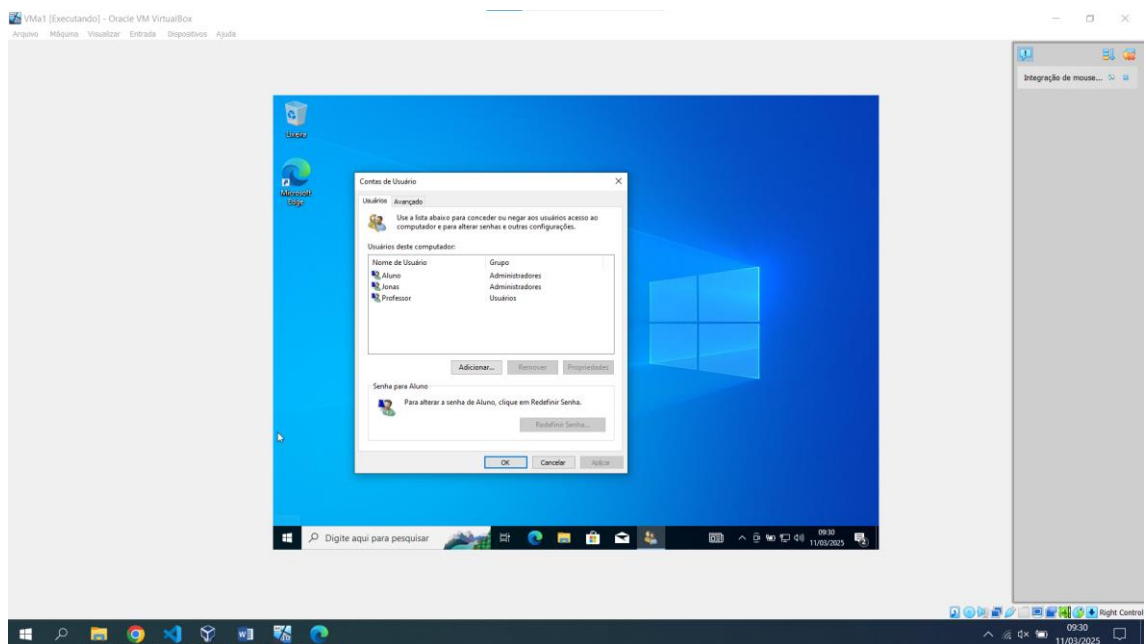 VMa1 [Executando] - Oracle VM VirtualBox
Arquivo Máquina Visualizar Entrada Dispositivos Ajuda
Integração de mouse...
Lixeira
Microsoft
Edge
Contas de Usuário
Usuários Avançado
Use a lista abaixo para conceder ou negar aos usuários acesso ao
computador e para alterar senhas e outras configurações.
Usuários deste computador:
Nome de Usuário Grupo
Aluno Administradores
Jonas Administradores
Professor Usuários
Adicionar... Remover Propriedades
Senha para Aluno
Para alterar a senha de Aluno, clique em Redefinir Senha.
Redefinir Senha...
OK Cancelar Aplicar
Digite aqui para pesquisar
09:30
11/03/2025
2
Right Control
09:30
11/03/2025